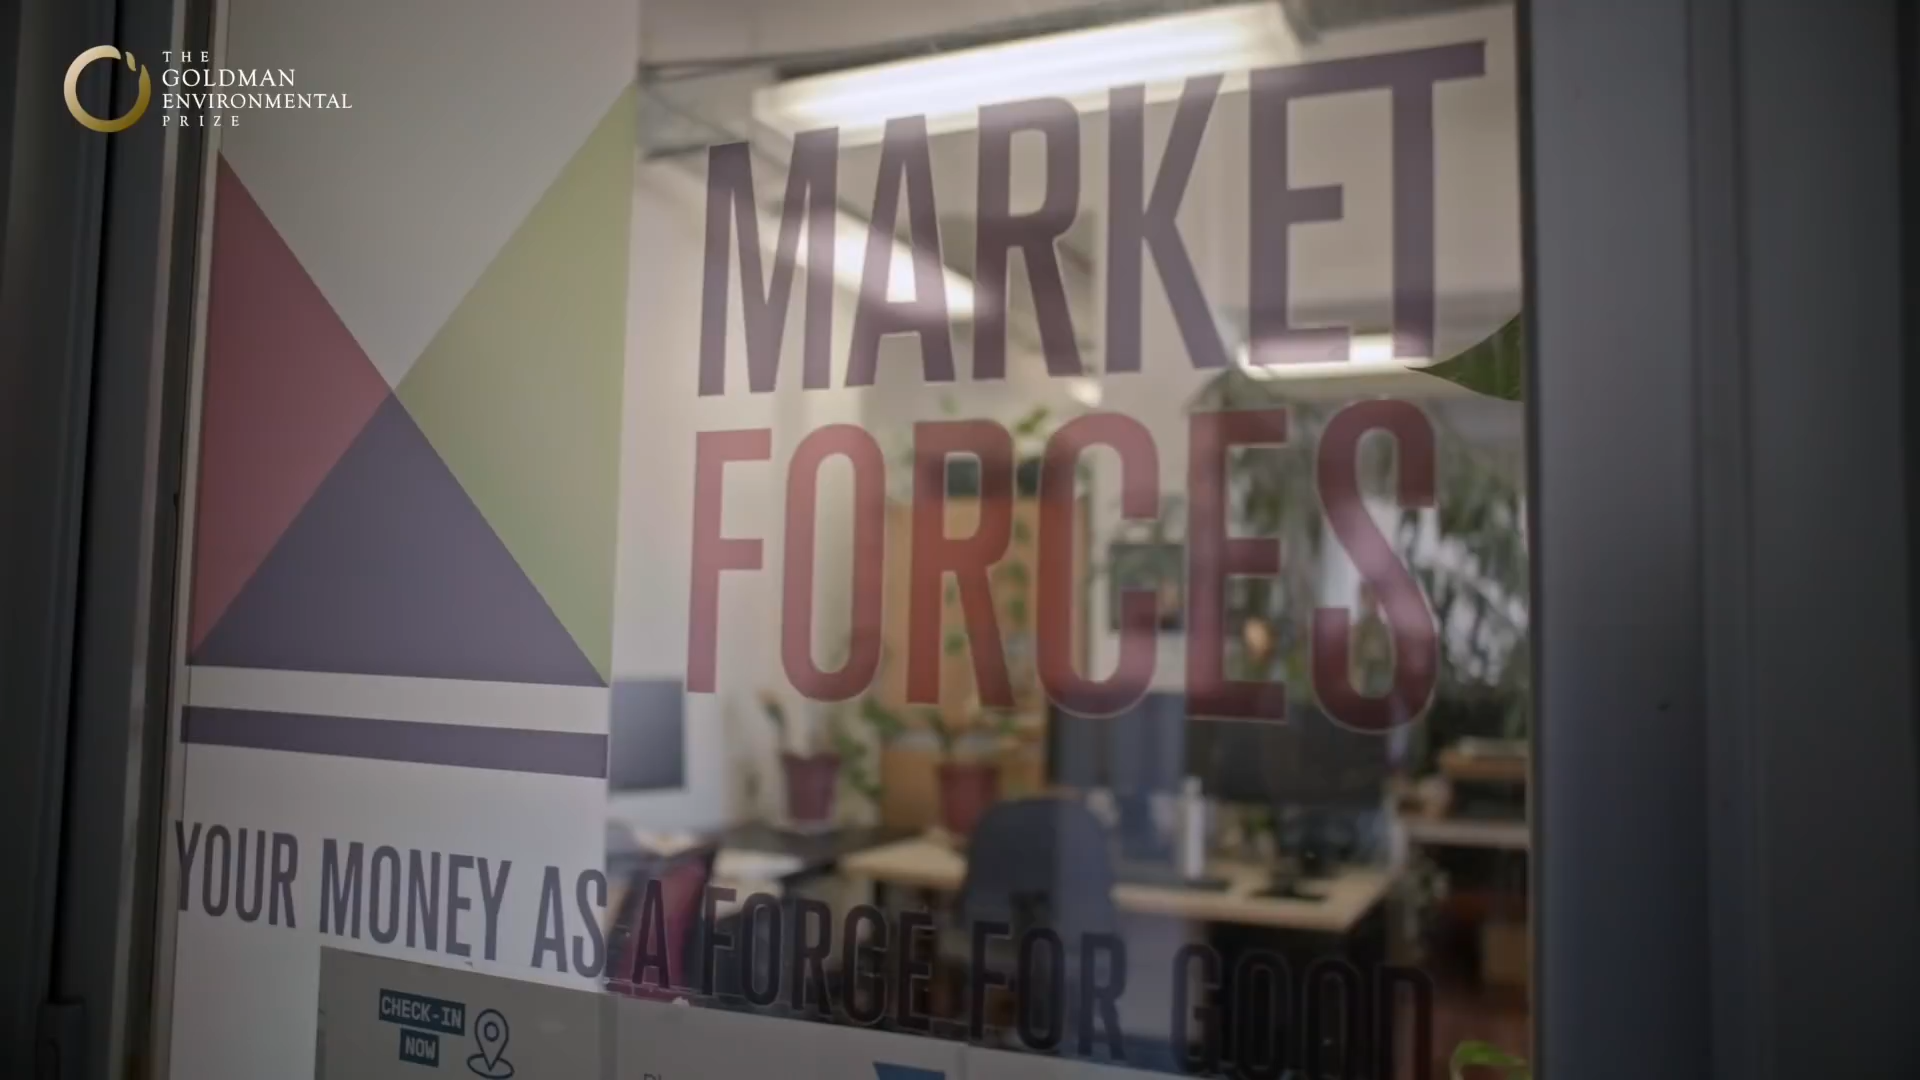 THE
GOLDMAN
ENVIRONMENTAL
PRIZE
MARKET
FORCES
YOUR MONEY AS A FORCE FOR GOOD
CHECK-IN
NOW